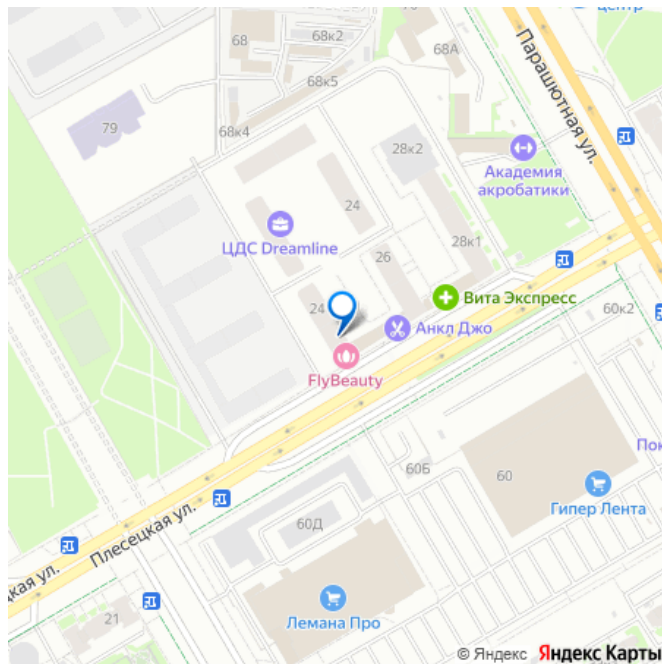 центр
68к2
68
68А
68к5
Парашютная ул.
79
68к4
28к2
Академия
акробатики
24
ЦДС Dreamline
28к1
26
Вита Экспресс
24
60к2
Анкл Джо
FlyBeauty
Пок
60Б
60
Гипер Лента
Плесецкая ул.
60Д
цкая ул.
21
Лемана Про
© Яндекс Яндекс Карты